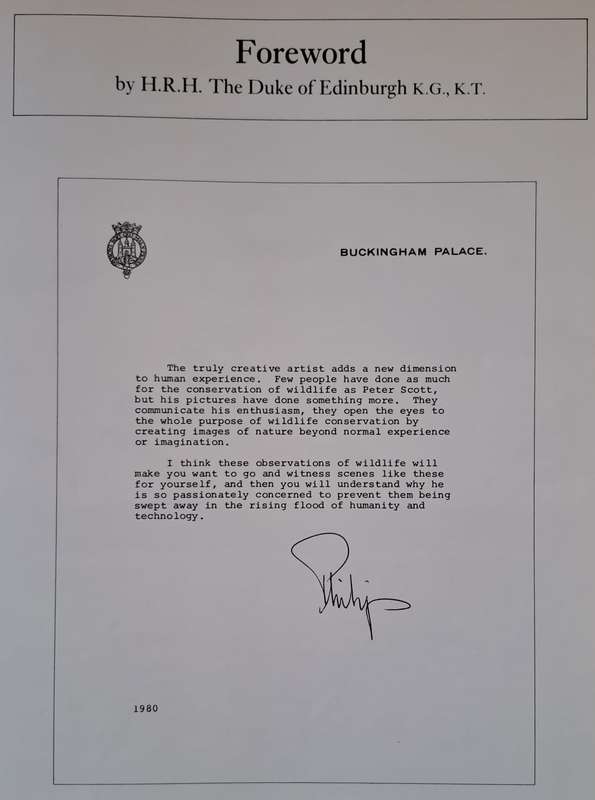 Foreword
by H.R.H. The Duke of Edinburgh K.G., K.T.
BUCKINGHAM PALACE.
The truly creative artist adds a new dimension
to human experience. Few people have done as much
for the conservation of wildlife as Peter Scott,
but his pictures have done something more. They
communicate his enthusiasm, they open the eyes to
the whole purpose of wildlife conservation by
creating images of nature beyond normal experience
or imagination.
I think these observations of wildlife will
make you want to go and witness scenes like these
for yourself, and then you will understand why he
is so passionately concerned to prevent them being
swept away in the rising flood of humanity and
technology.
Philip
1980